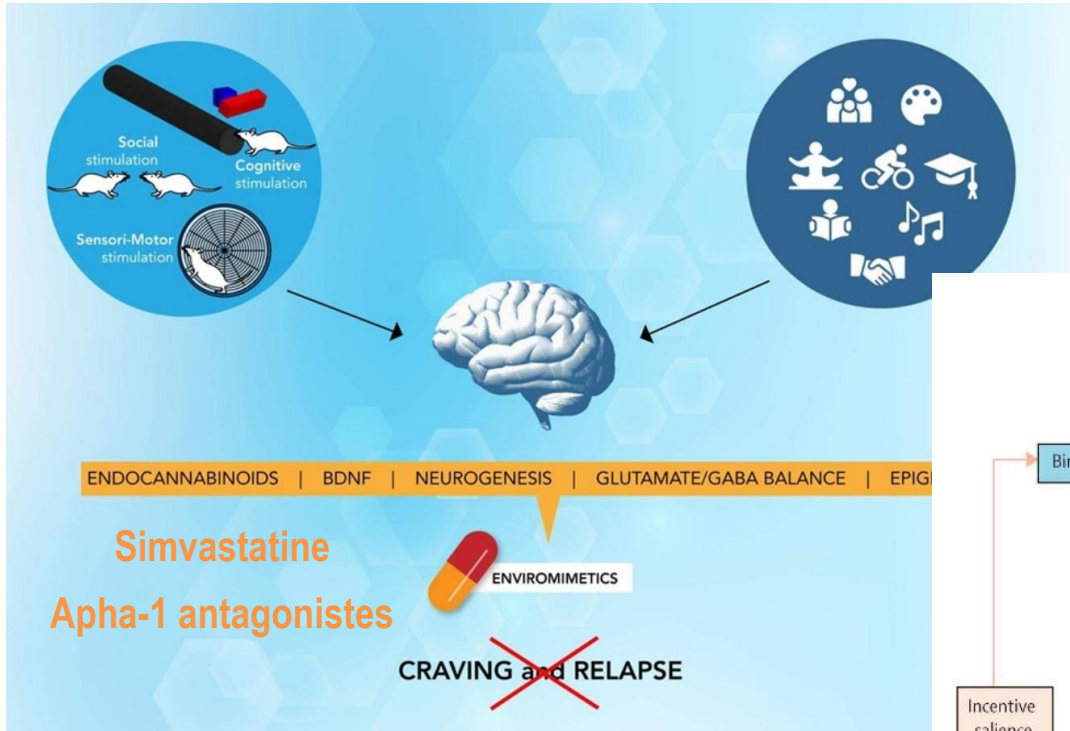 Social
stimulation
Cognitive
stimulation
Sensori-Motor
stimulation
ENDOCANNABINOIDS | BDNF | NEUROGENESIS | GLUTAMATE/GABA BALANCE |
Simvastatine
Apha-1 antagonistes
ENVIROMIMETICS
CRAVING and RELAPSE
Incentive
salience